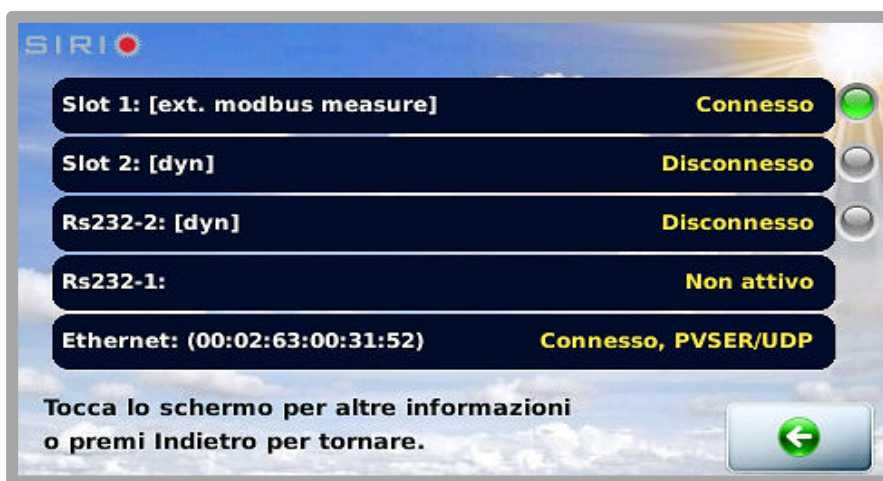 SIRIO
Slot 1: [ext. modbus measure] Connesso
Slot 2: [dyn] Disconnesso
Rs232-2: [dyn] Disconnesso
Rs232-1: Non attivo
Ethernet: (00:02:63:00:31:52) Connesso, PVSER/UDP
Tocca lo schermo per altre informazioni
o premi Indietro per tornare.